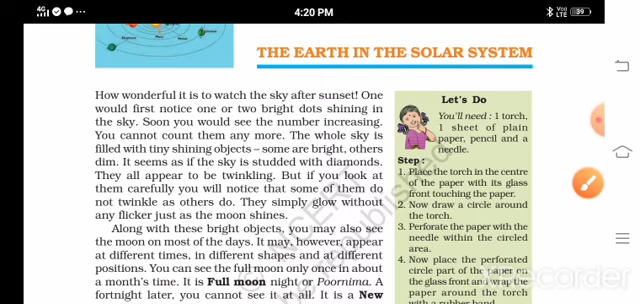 4G
4:20 PM
Vo))
LTE
39
THE EARTH IN THE SOLAR SYSTEM
How wonderful it is to watch the sky after sunset! One
would first notice one or two bright dots shining in
the sky. Soon you would see the number increasing.
You cannot count them any more. The whole sky is
filled with tiny shining objects – some are bright, others
dim. It seems as if the sky is studded with diamonds.
They all appear to be twinkling. But if you look
at them carefully you will notice that some of them do
not twinkle as others do. They simply glow without
any flicker just as the moon shines.
Along with these bright objects, you may also see
the moon on most of the days. It may, however, appear
at different times, in different shapes and at different
positions. You can see the full moon only once in about
a month's time. It is Full moon night or Poornima. A
fortnight later, you cannot see it at all. It is a New
Let's Do
You'll need : 1 torch,
1 sheet of plain
paper, pencil and a
needle.
Step :
1. Place the torch in the centre
of the paper with its glass
front touching the paper.
2. Now draw a circle around
the torch.
3. Perforate the paper with the
needle within the circled
area.
4. Now place the perforated
circle part of the paper on
the glass front and wrap the
paper around the torch
with a rubber band.
© NCERT
republished